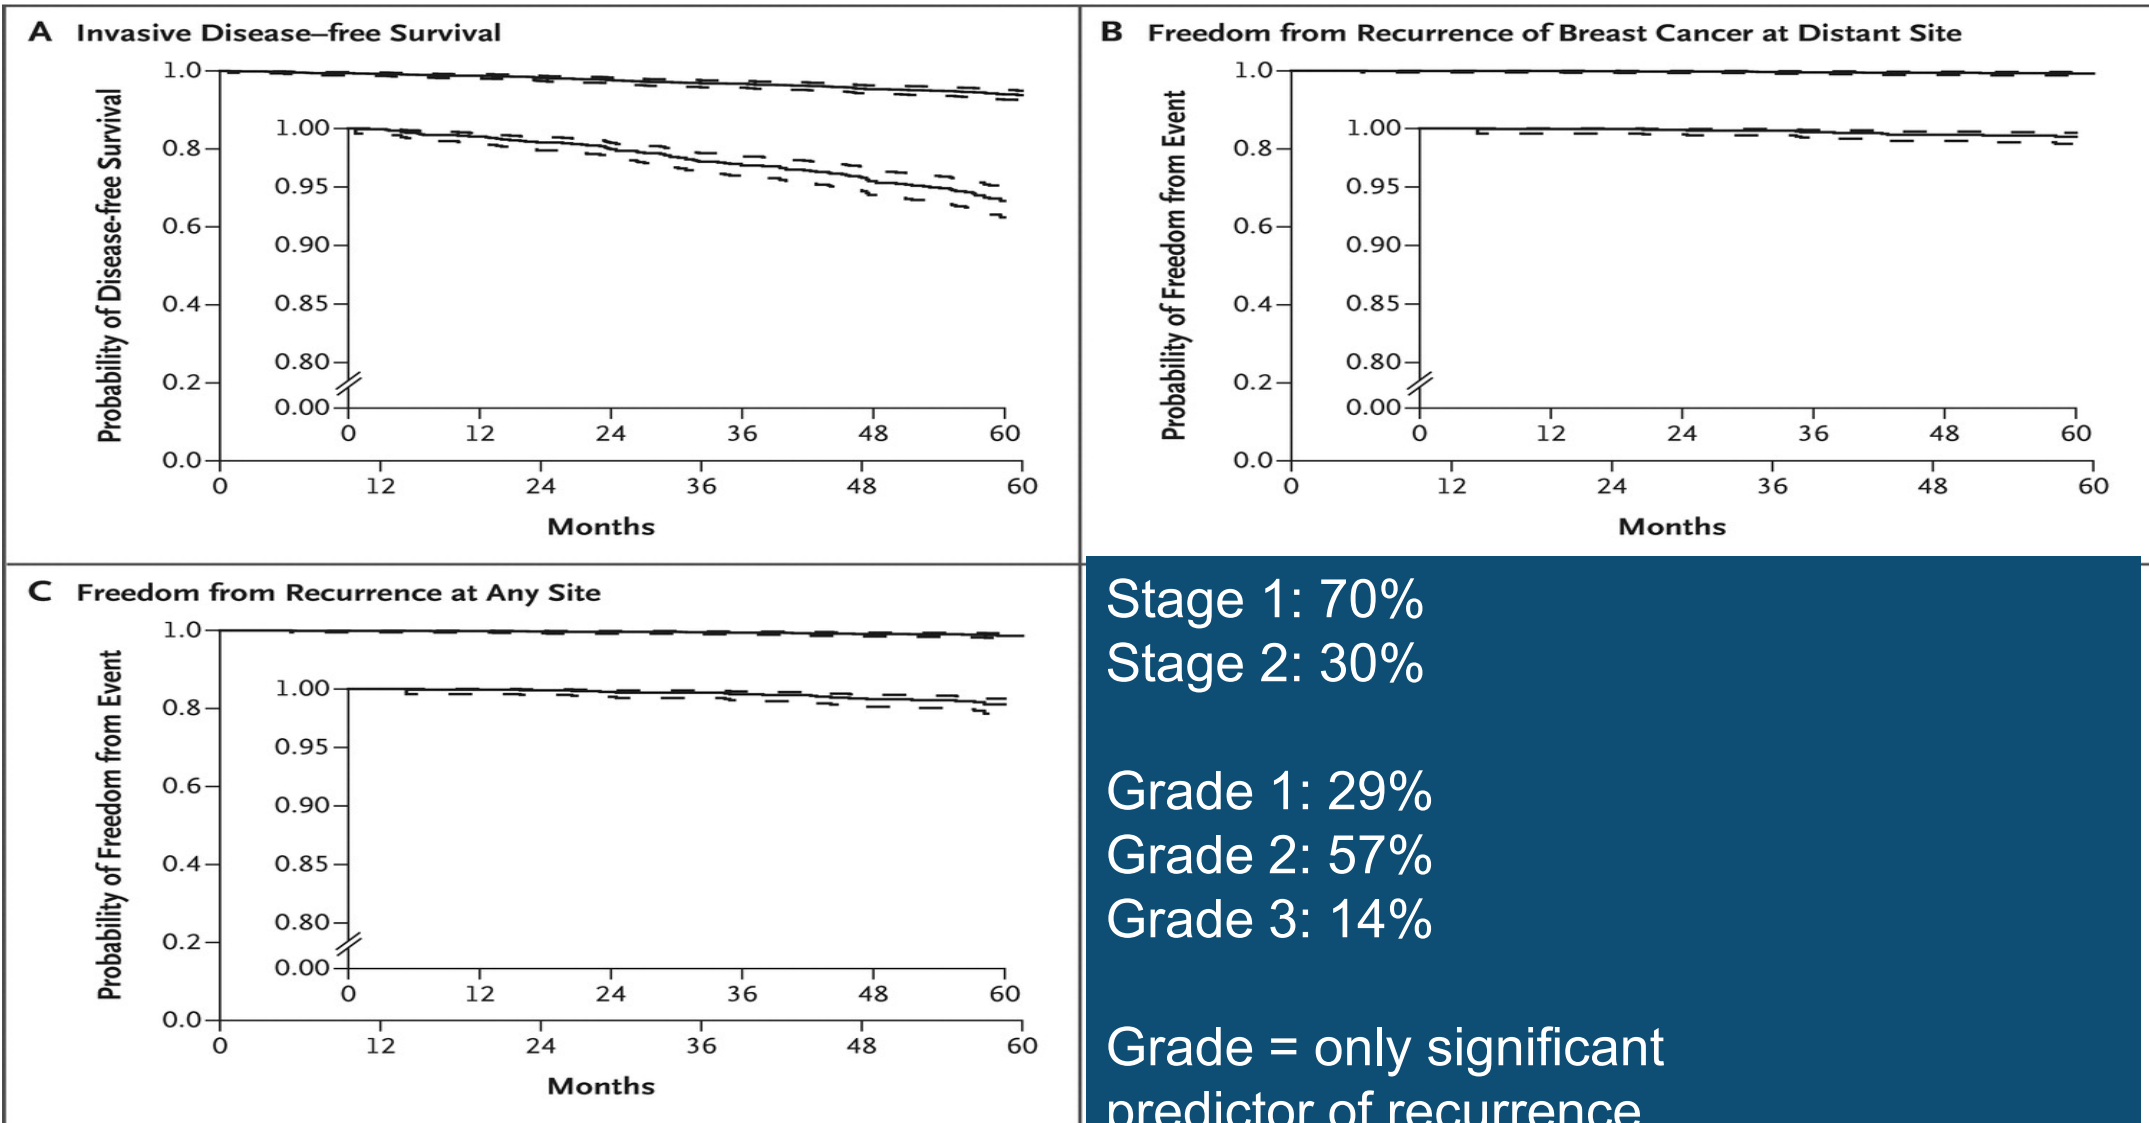 A Invasive Disease–free Survival
Probability of Disease-free Survival
1.0
0.8
0.6
0.4
0.2
0.0
1.00
0.95
0.90
0.85
0.80
0.00
0 12 24 36 48 60
0 12 24 36 48 60
Months
B Freedom from Recurrence of Breast Cancer at Distant Site
Probability of Freedom from Event
1.0
0.8
0.6
0.4
0.2
0.0
1.00
0.95
0.90
0.85
0.80
0.00
0 12 24 36 48 60
0 12 24 36 48 60
Months
C Freedom from Recurrence at Any Site
Probability of Freedom from Event
1.0
0.8
0.6
0.4
0.2
0.0
1.00
0.95
0.90
0.85
0.80
0.00
0 12 24 36 48 60
0 12 24 36 48 60
Months
Stage 1: 70%
Stage 2: 30%
Grade 1: 29%
Grade 2: 57%
Grade 3: 14%
Grade = only significant
predictor of recurrence